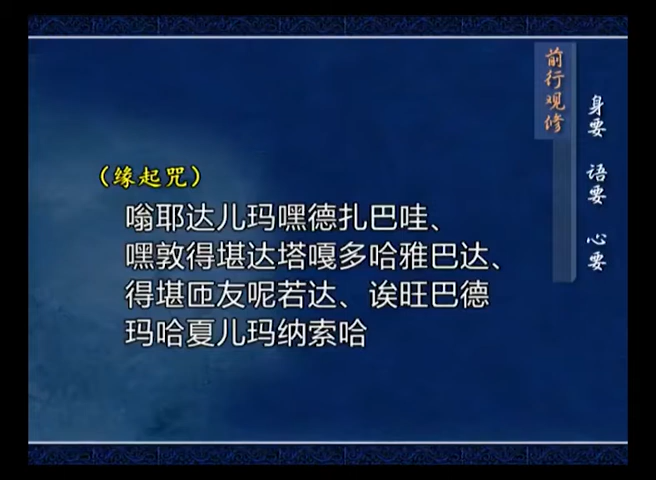 前行观修
身要 语要 心要
（缘起咒）
嗡耶达儿玛嘿德扎巴哇、
嘿敦得堪达塔嘎多哈雅巴达、
得堪匝友呢若达、诶旺巴德
玛哈夏儿玛纳索哈